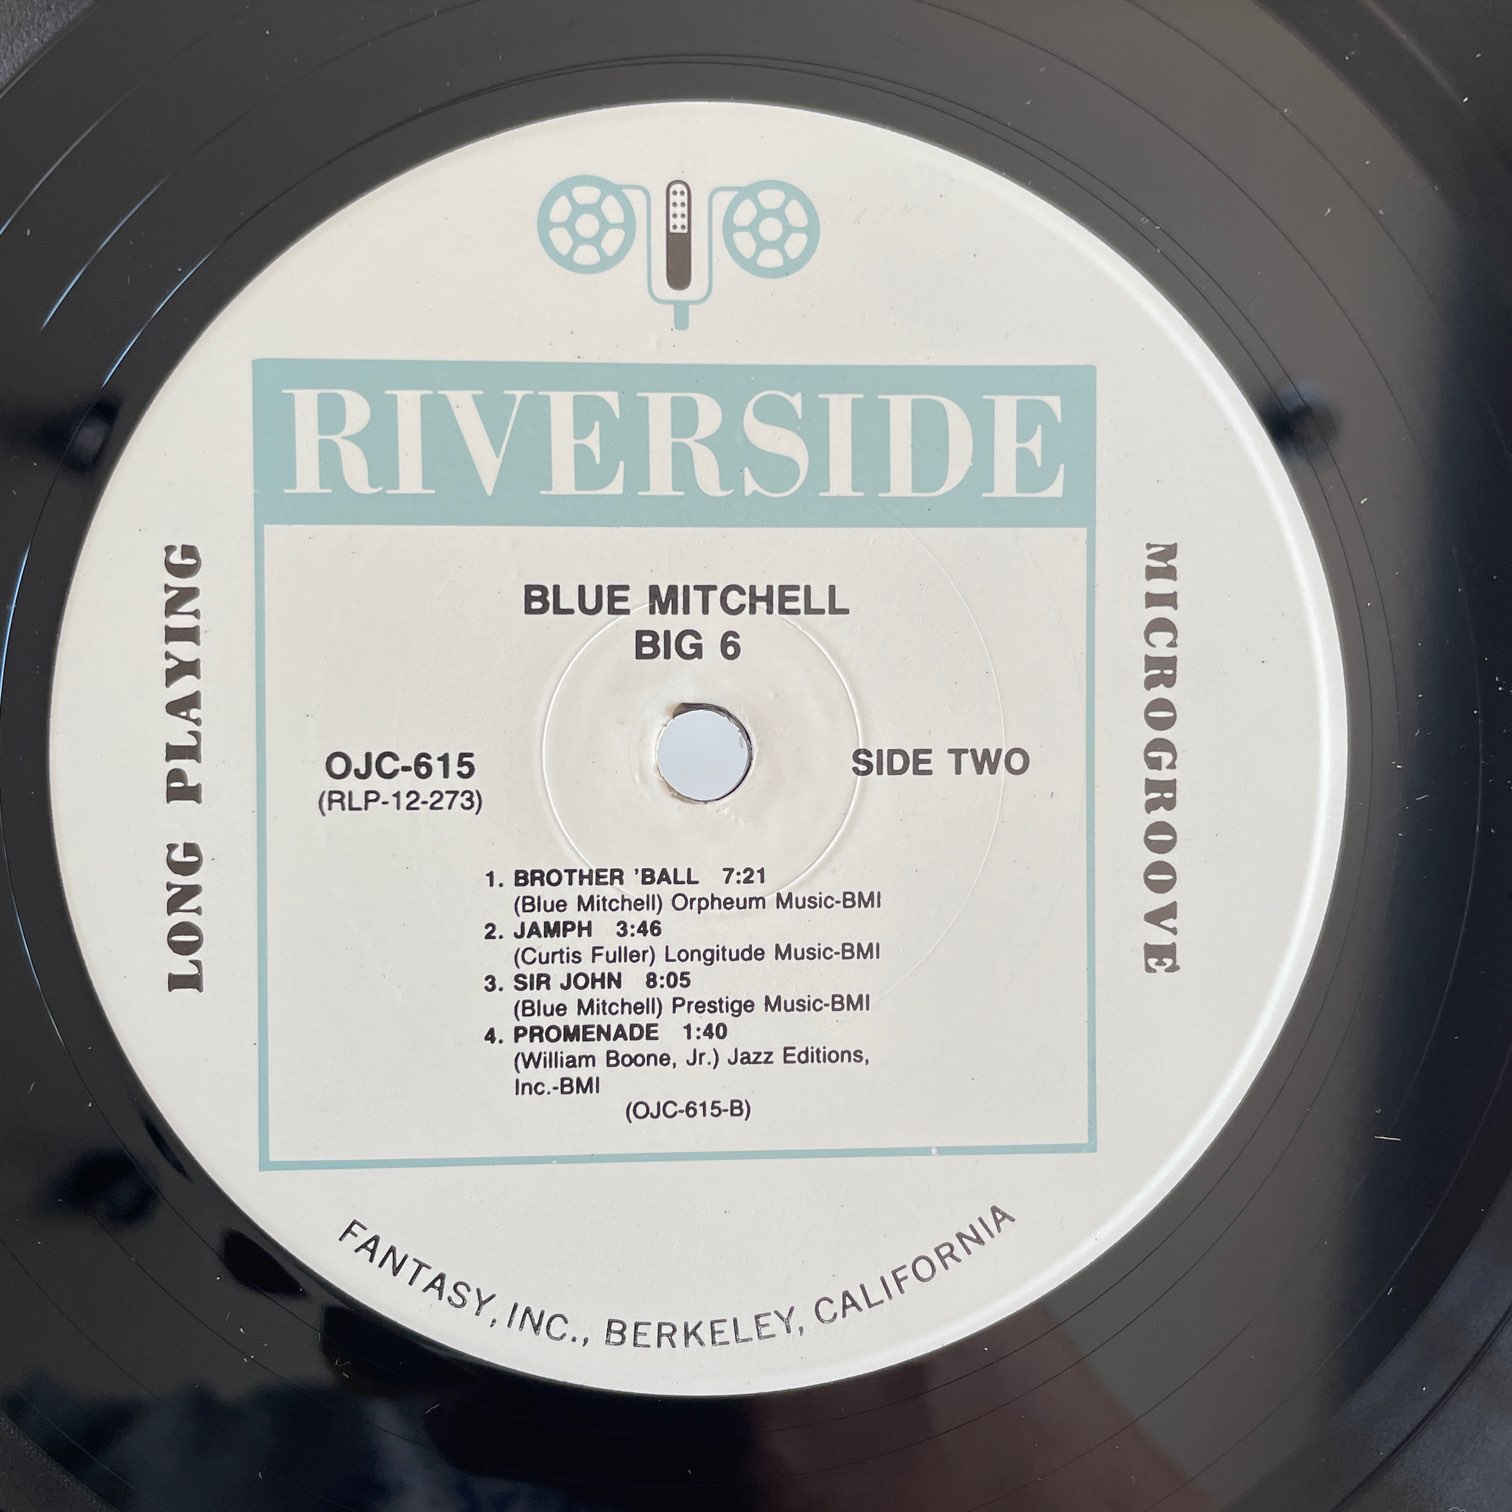 RIVERSIDE
LONG PLAYING
MICROGROOVE
BLUE MITCHELL
BIG 6
OJC-615
(RLP-12-273)
SIDE TWO
1. BROTHER 'BALL 7:21
(Blue Mitchell) Orpheum Music-BMI
2. JAMPH 3:46
(Curtis Fuller) Longitude Music-BMI
3. SIR JOHN 8:05
(Blue Mitchell) Prestige Music-BMI
4. PROMENADE 1:40
(William Boone, Jr.) Jazz Editions,
Inc.-BMI
(OJC-615-B)
FANTASY, INC., BERKELEY, CALIFORNIA